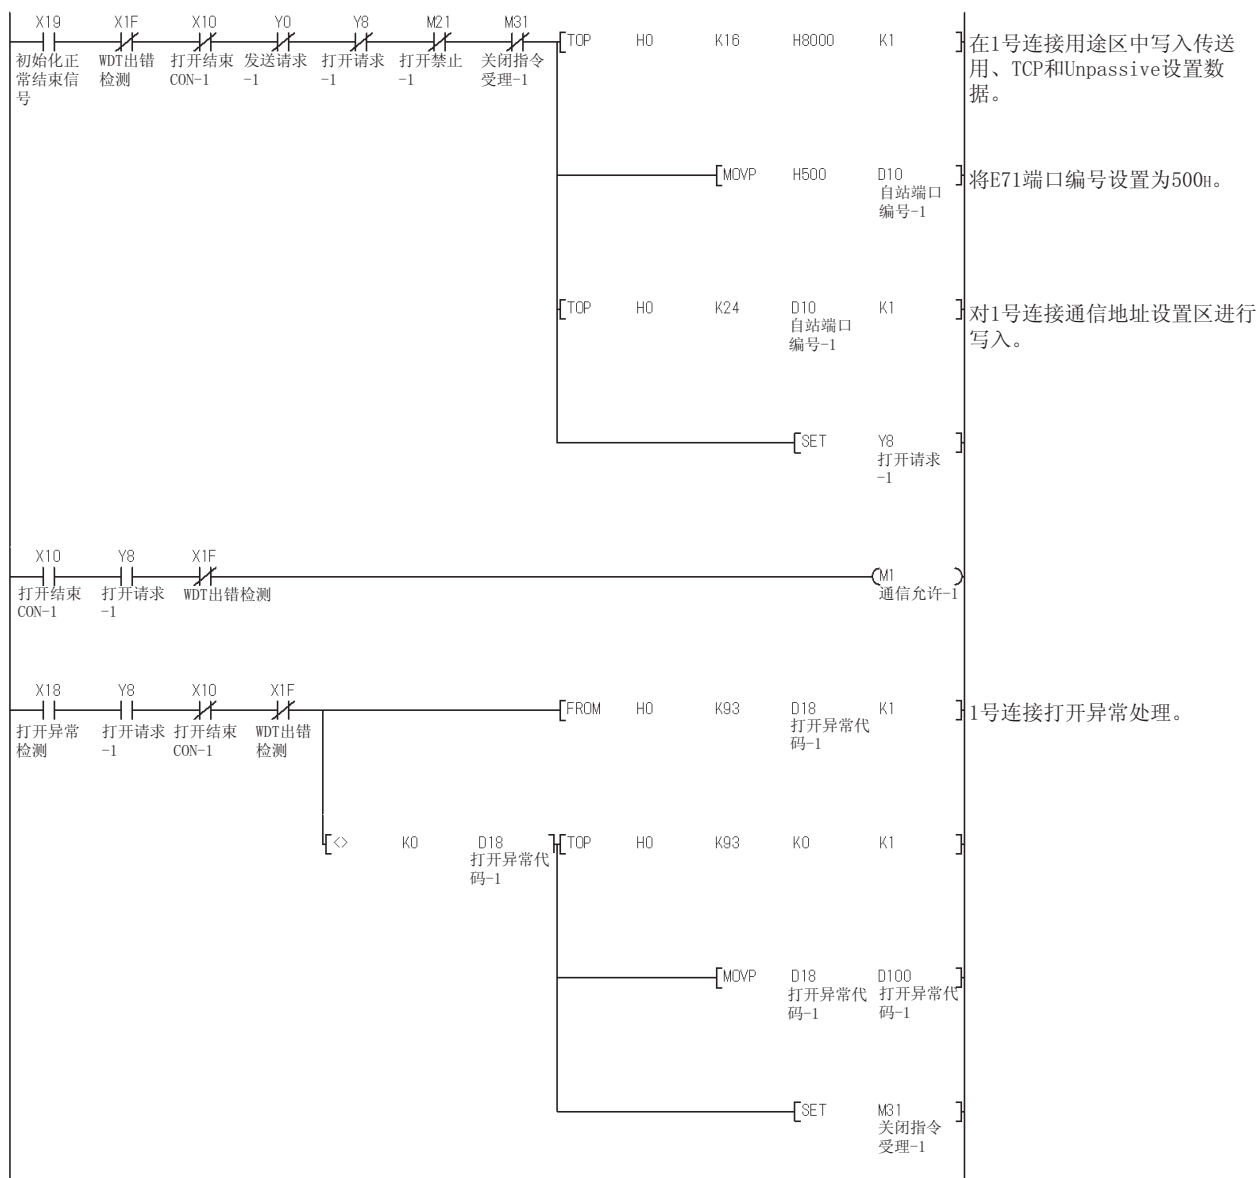 X19 X1F X10 Y0 Y8 M21 M31
TOP H0 K16 H8000 K1
初始化正 WDT出错 打开结束 发送请求 打开请求 打开禁止 关闭指令
常结束信 检测 CON-1 -1 -1 -1 受理-1
号
在1号连接用途区中写入传送
用、TCP和Unpassive设置数
据。
MOVP H500 D10
自站端口
编号-1
将E71端口编号设置为500H。
TOP H0 K24 D10 K1
自站端口
编号-1
对1号连接通信地址设置区进行
写入。
SET Y8
打开请求
-1
X10 Y8 X1F
M1
打开结束 打开请求 WDT出错检测 通信允许-1
CON-1 -1
X18 Y8 X10 X1F
FROM H0 K93 D18 K1
打开异常代
码-1
打开异常 打开请求 打开结束 WDT出错
检测 -1 CON-1 检测
1号连接打开异常处理。
<> K0 D18 TOP H0 K93 K0 K1
打开异常代
码-1
MOVP D18 D100
打开异常代 打开异常代
码-1 码-1
SET M31
关闭指令
受理-1